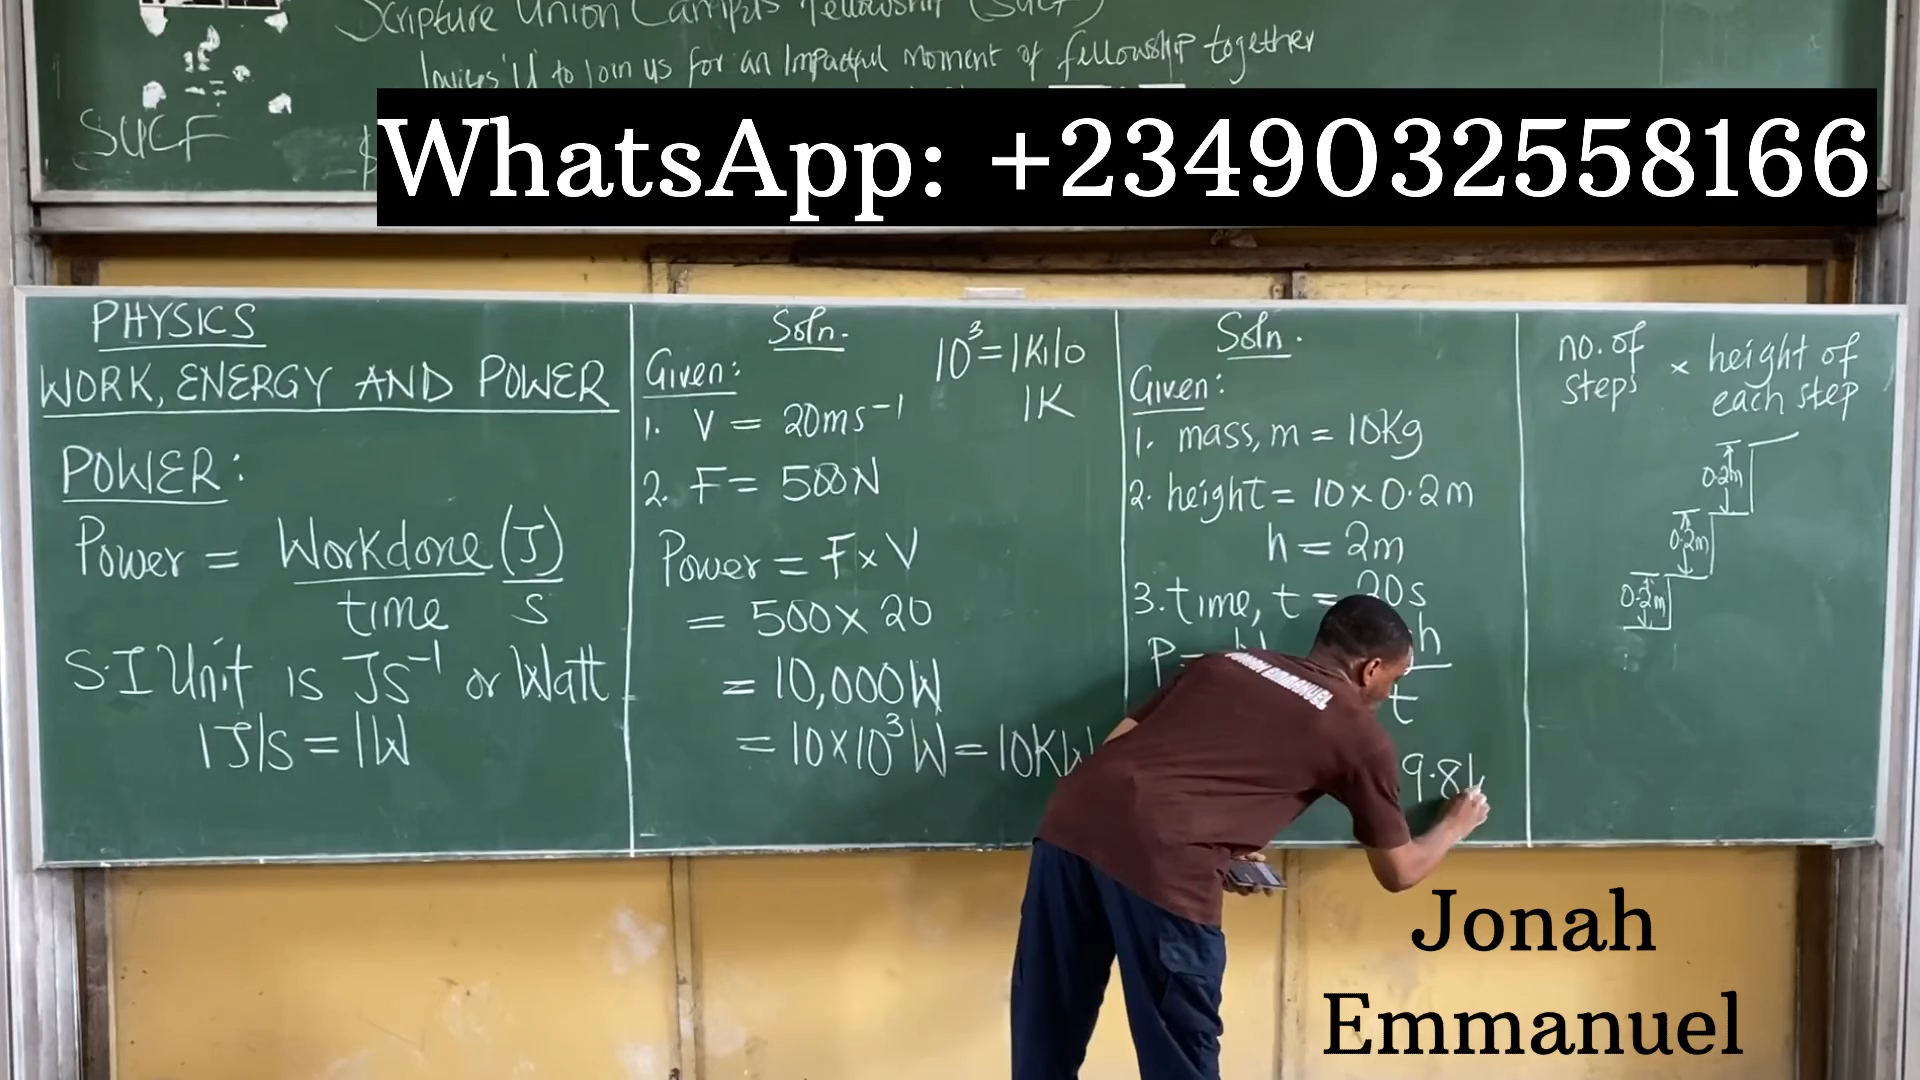 Scripture Union Campus Fellowship (SUCF)
Invites U to join us for an Impactful Moment of fellowship together
SUCF
WhatsApp: +2349032558166
PHYSICS
WORK, ENERGY AND POWER
POWER:
Power = Workdone (J)
time s
S.I Unit is Js⁻¹ or Watt
1J/s = 1W
Soln.
10³ = 1Kilo
1K
Given:
1. V = 20ms⁻¹
2. F = 500N
Power = F × V
= 500 × 20
= 10,000W
= 10×10³W = 10KW
Soln.
Given:
1. mass, m = 10Kg
2. height = 10 × 0.2m
h = 2m
3. time, t = 20s
P =
h
t
9.81
no. of steps × height of each step
0.2m
0.2m
0.2m
JONAH EMMANUEL
Jonah
Emmanuel